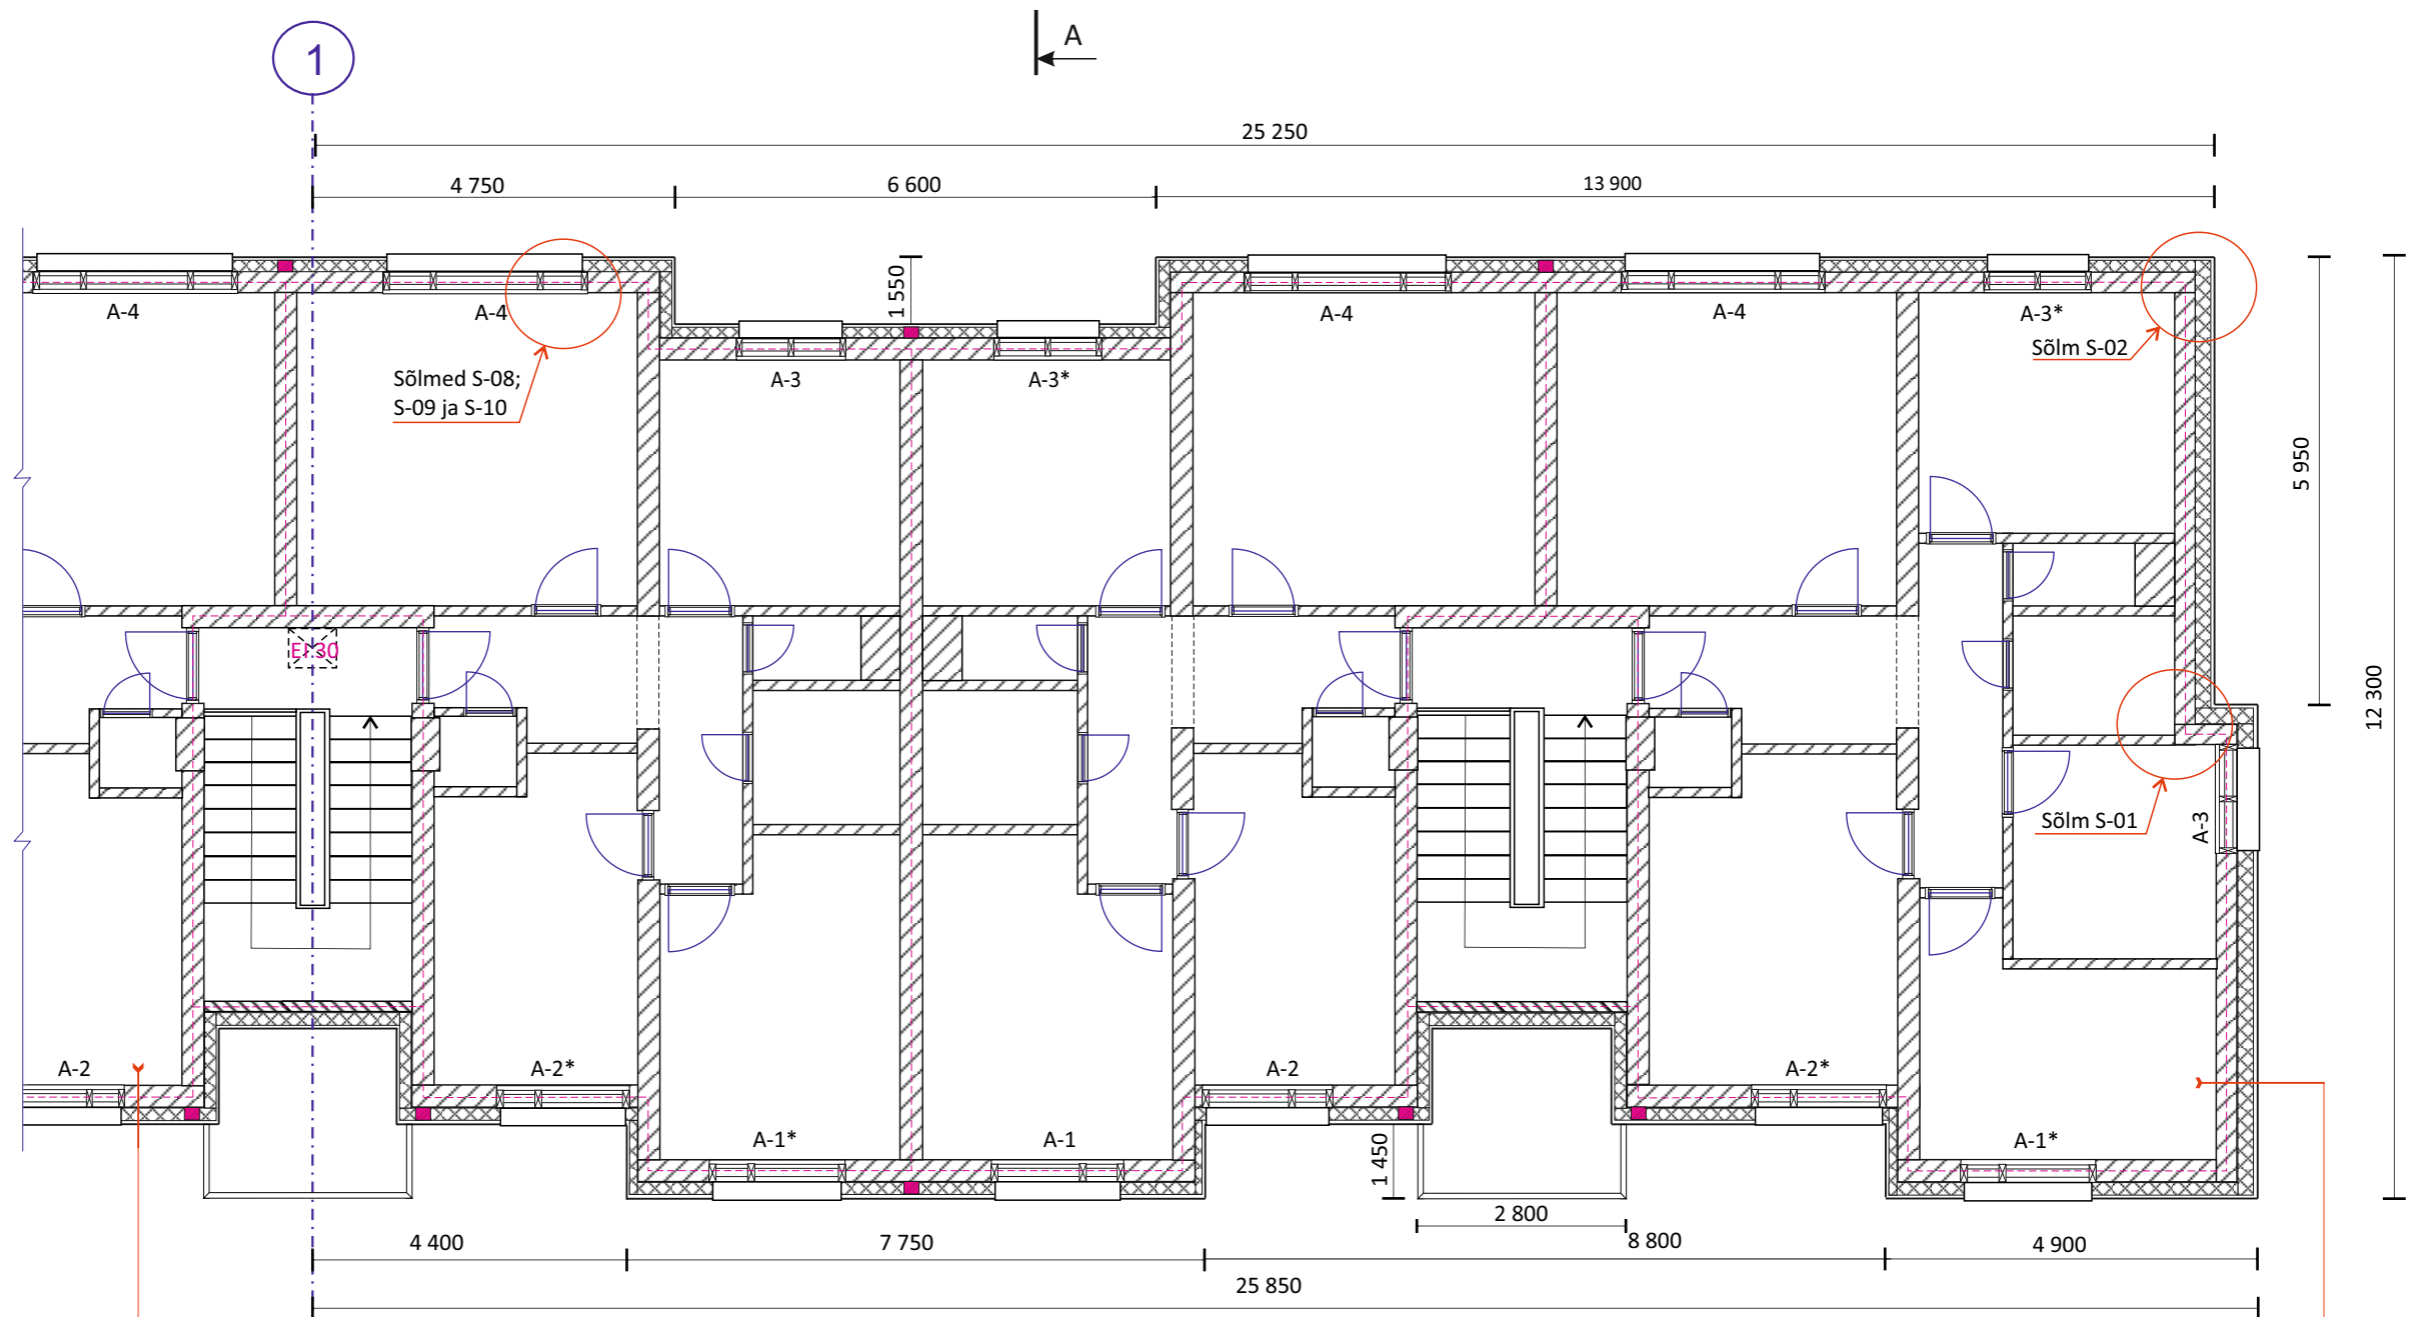 1
A
25 250
4 750
6 600
13 900
1 550
A-4
A-4
A-4
A-4
A-3*
Sõlm S-02
Sõlmed S-08;
S-09 ja S-10
A-3
A-3*
5 950
12 300
EI 30
Sõlm S-01
A-3
A-2
A-2*
A-2
A-2*
A-1*
A-1
A-1*
1 450
2 800
4 400
7 750
8 800
4 900
25 850